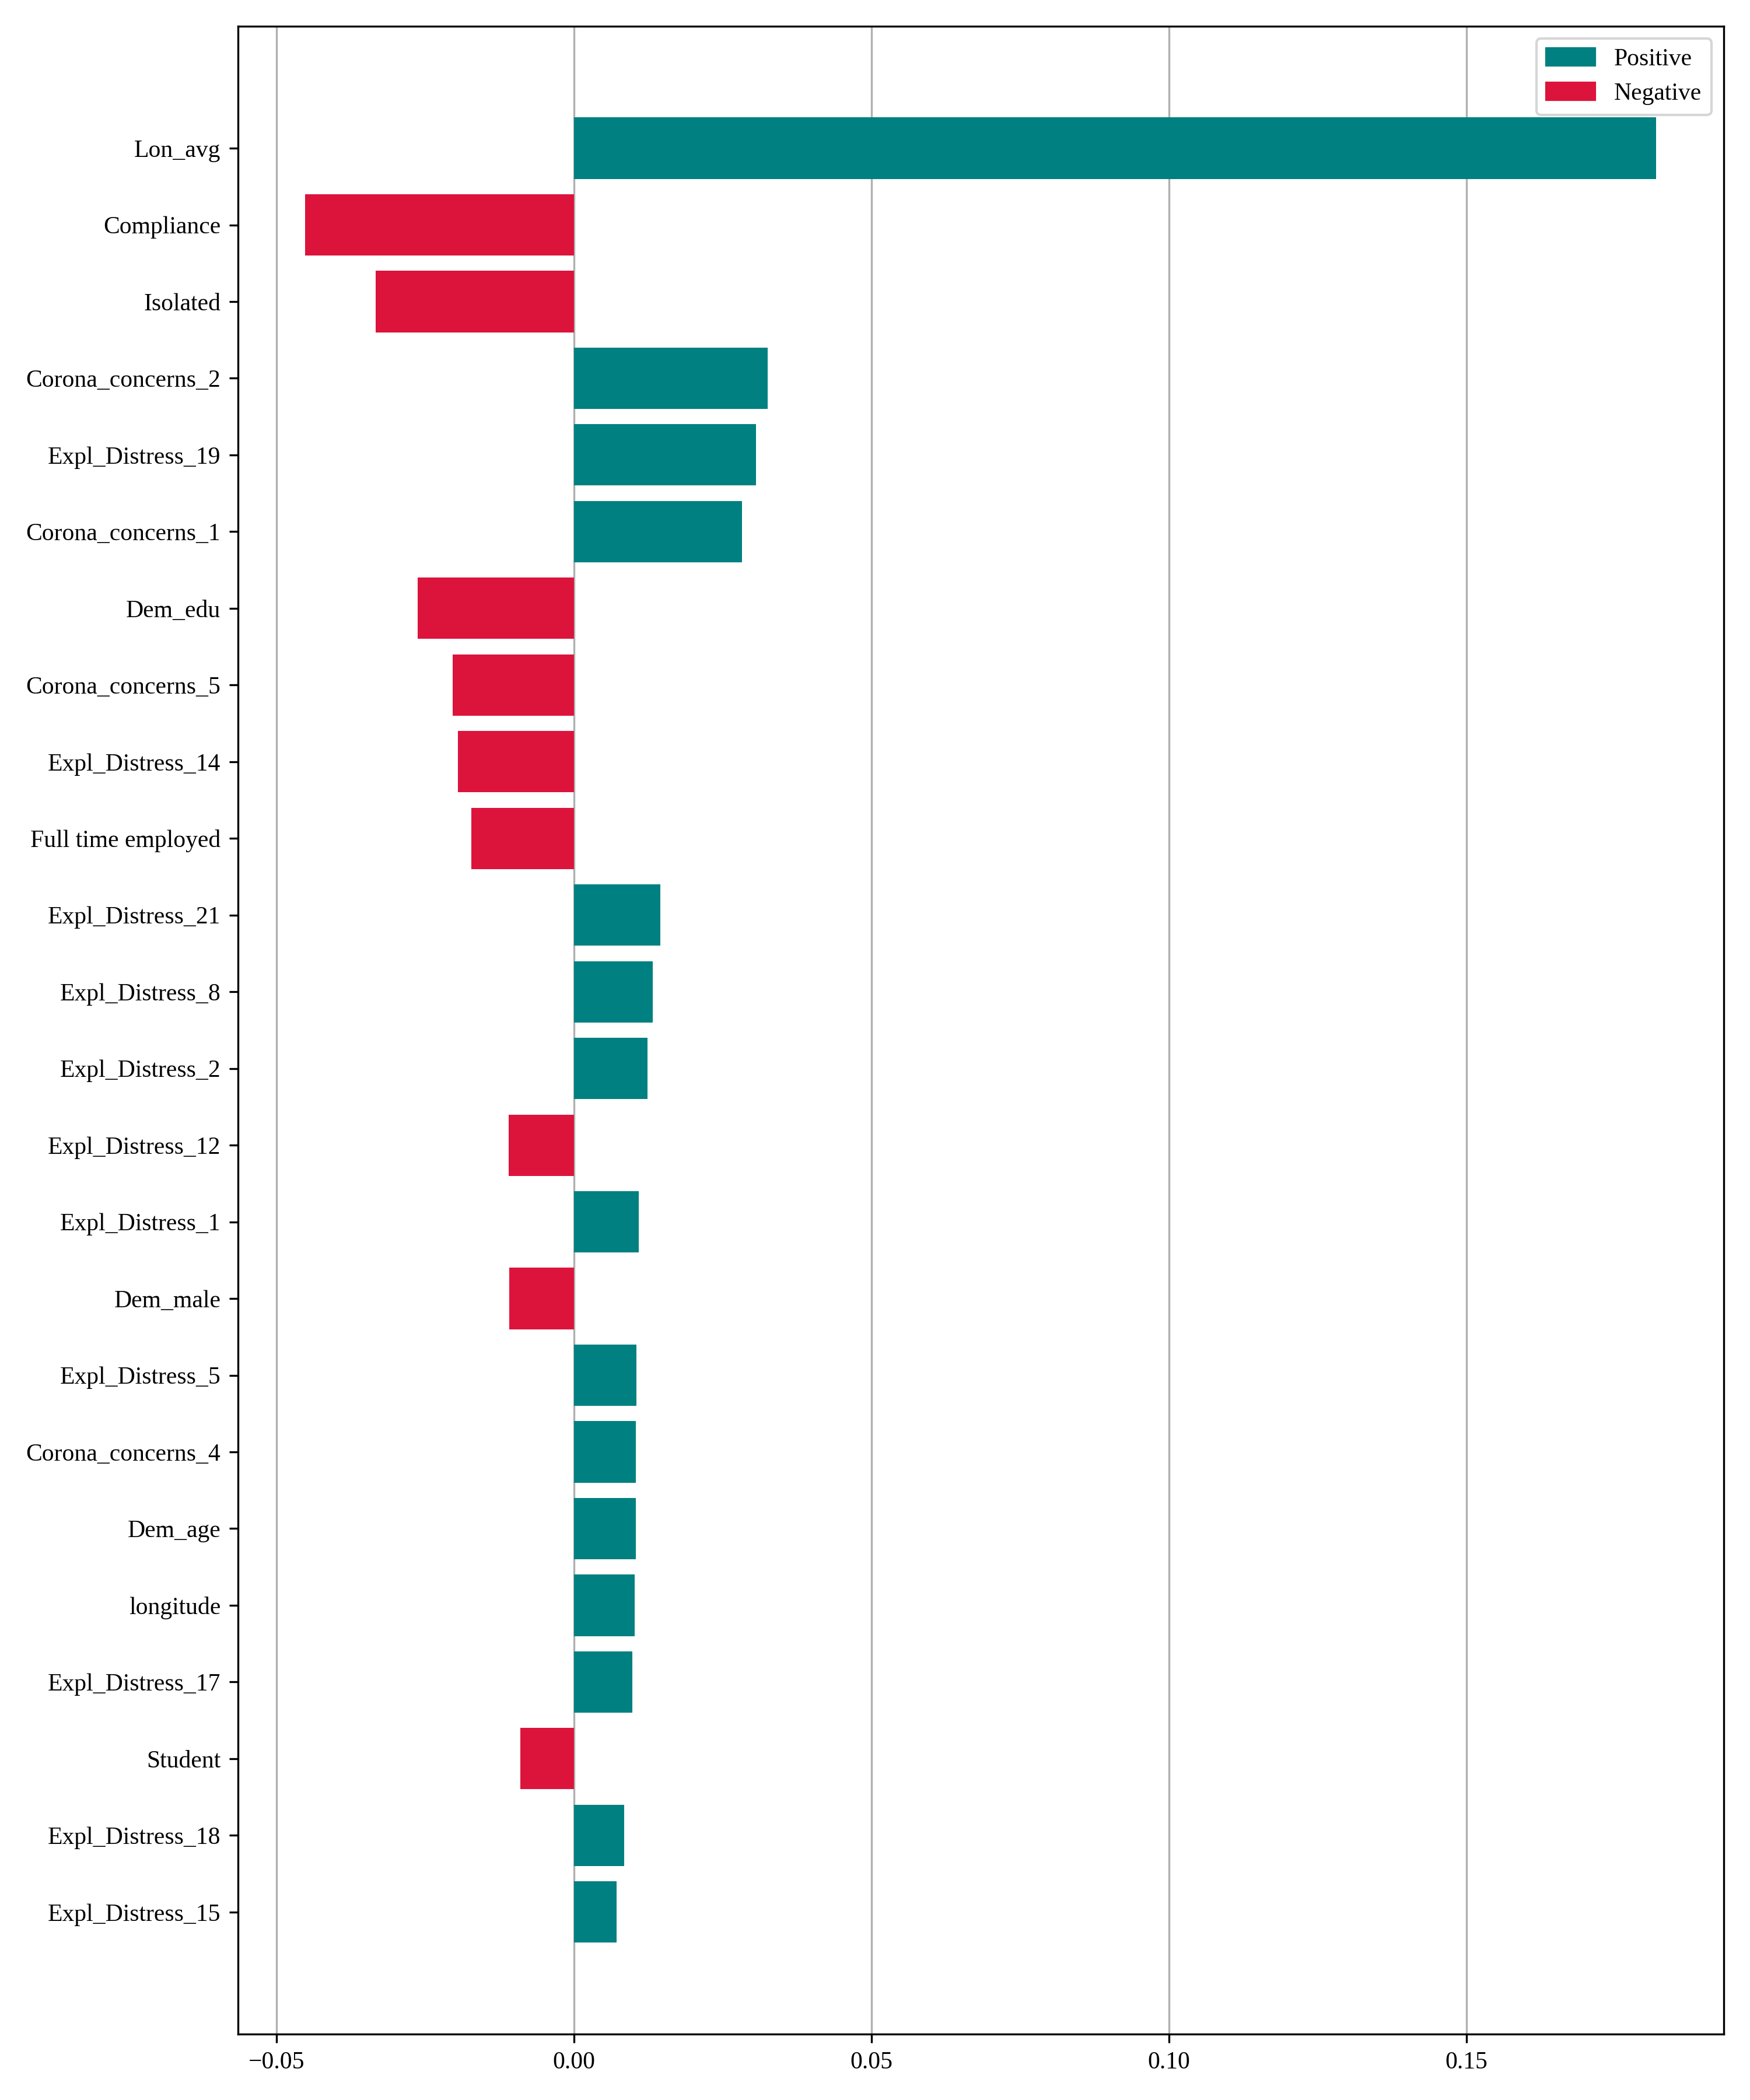 Positive
Negative
Lon_avg
Compliance
Isolated
Corona_concerns_2
Expl_Distress_19
Corona_concerns_1
Dem_edu
Corona_concerns_5
Expl_Distress_14
Full time employed
Expl_Distress_21
Expl_Distress_8
Expl_Distress_2
Expl_Distress_12
Expl_Distress_1
Dem_male
Expl_Distress_5
Corona_concerns_4
Dem_age
longitude
Expl_Distress_17
Student
Expl_Distress_18
Expl_Distress_15
−0.05 0.00 0.05 0.10 0.15